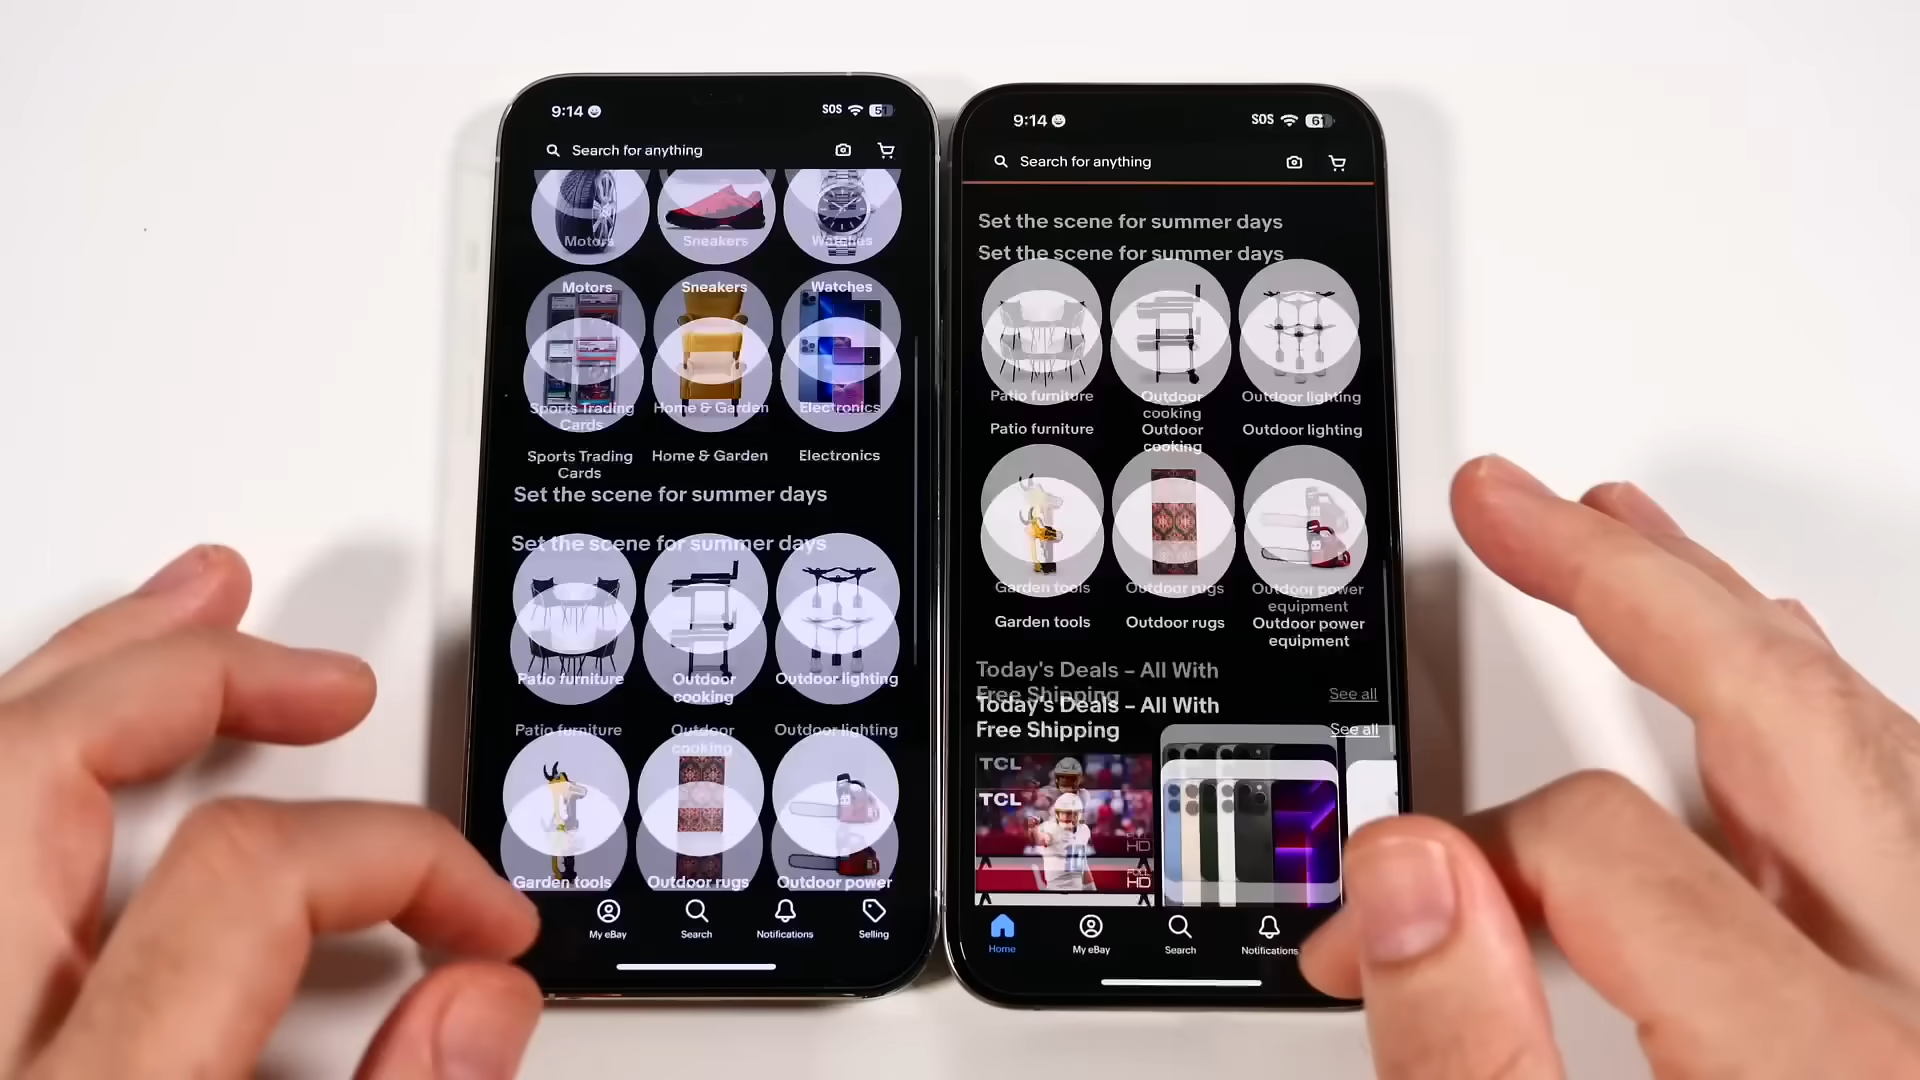 9:14
SOS
51
Search for anything
Motors
Sneakers
Watches
Motors
Sneakers
Watches
Sports Trading
Cards
Home & Garden
Electronics
Sports Trading
Cards
Home & Garden
Electronics
Set the scene for summer days
Set the scene for summer days
Patio furniture
Outdoor
cooking
Outdoor lighting
Patio furniture
Outdoor
cooking
Outdoor lighting
Garden tools
Outdoor rugs
Outdoor power
My eBay
Search
Notifications
Selling
9:14
SOS
61
Search for anything
Set the scene for summer days
Set the scene for summer days
Patio furniture
Outdoor
cooking
Outdoor lighting
Patio furniture
Outdoor
cooking
Outdoor lighting
Garden tools
Outdoor rugs
Outdoor power
equipment
Garden tools
Outdoor rugs
Outdoor power
equipment
Today's Deals – All With
Free Shipping
See all
Today's Deals – All With
Free Shipping
See all
TCL
TCL
FULL
HD
FULL
HD
Home
My eBay
Search
Notifications